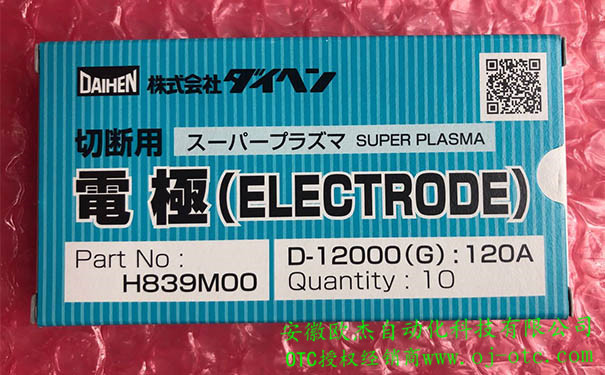 DAIHEN 株式会社ダイヘン
切断用 スーパープラズマ SUPER PLASMA
電極(ELECTRODE)
Part No :
H839M00
D-12000(G) : 120A
Quantity : 10
安徽欧杰自动化科技有限公司
OTC授权经销商www.oj-otc.com